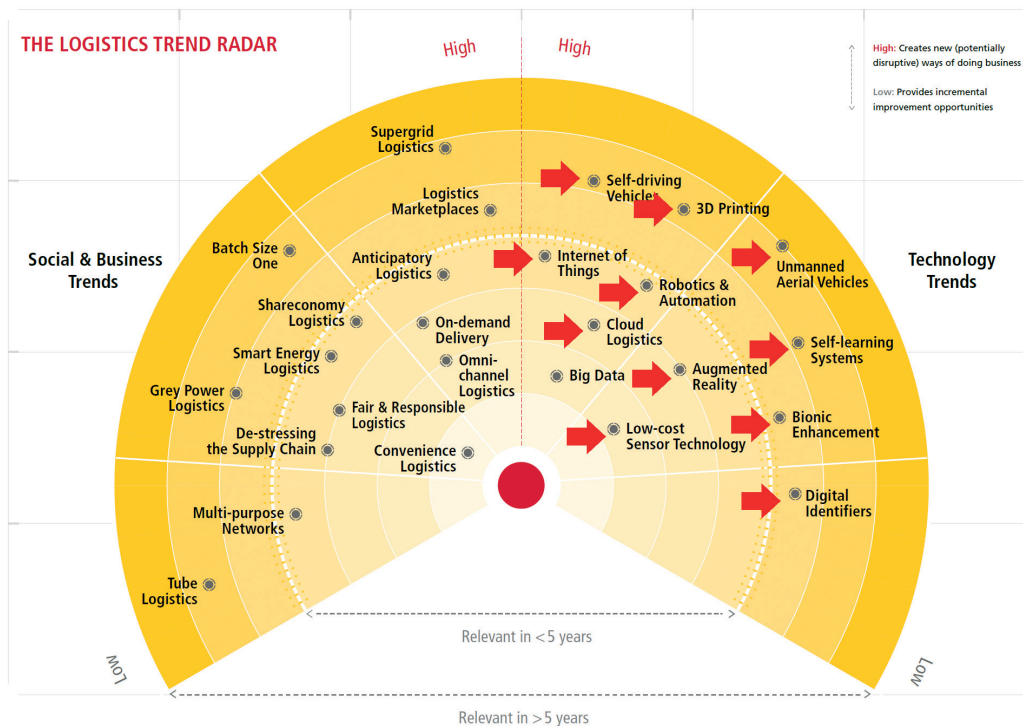 THE LOGISTICS TREND RADAR
High
High
High: Creates new (potentially
disruptive) ways of doing business
Low: Provides incremental
improvement opportunities
Social & Business
Trends
Technology
Trends
Supergrid
Logistics
Logistics
Marketplaces
Batch Size
One
Anticipatory
Logistics
Shareconomy
Logistics
On-demand
Delivery
Smart Energy
Logistics
Omni-
channel
Logistics
Grey Power
Logistics
Fair & Responsible
Logistics
De-stressing
the Supply Chain
Convenience
Logistics
Multi-purpose
Networks
Tube
Logistics
Self-driving
Vehicles
3D Printing
Unmanned
Aerial Vehicles
Internet of
Things
Robotics &
Automation
Cloud
Logistics
Self-learning
Systems
Big Data
Augmented
Reality
Bionic
Enhancement
Low-cost
Sensor Technology
Digital
Identifiers
Relevant in <5 years
Low
Low
Relevant in >5 years